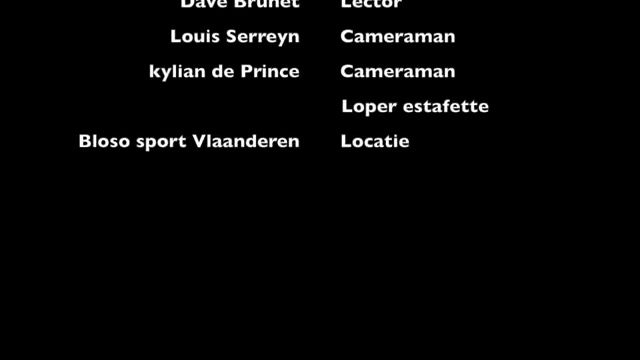 Dave Brunet Lector
Louis Serreyn Cameraman
kylian de Prince Cameraman
Loper estafette
Bloso sport Vlaanderen Locatie